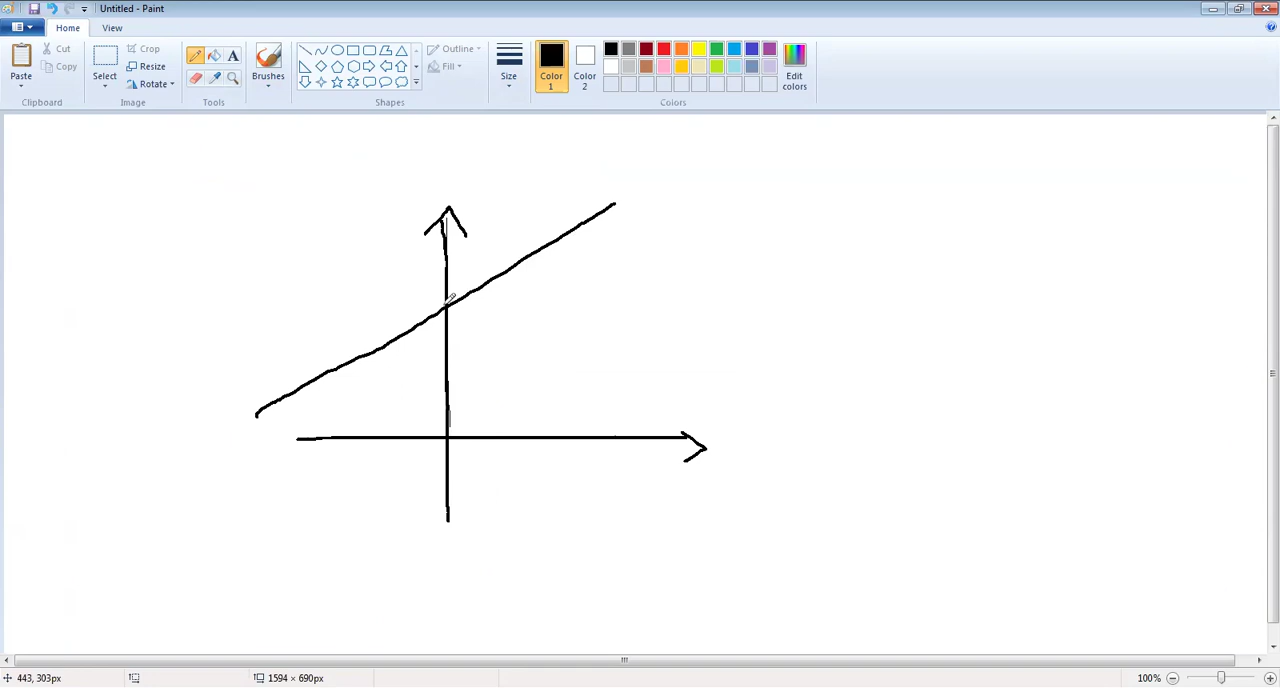 Untitled - Paint
Home View
Paste
Cut
Copy
Clipboard
Select
Crop
Resize
Rotate
Image
A
Tools
Brushes
Outline
Fill
Shapes
Size
Color 1
Color 2
Edit colors
Colors
443, 303px
1594 × 690px
100%